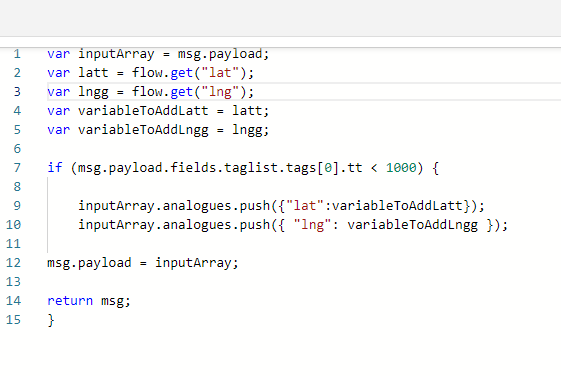 1 var inputArray = msg.payload;
2 var latt = flow.get("lat");
3 var lngg = flow.get("lng");
4 var variableToAddLatt = latt;
5 var variableToAddLngg = lngg;
6
7 if (msg.payload.fields.taglist.tags[0].tt < 1000) {
8
9     inputArray.analogues.push({"lat":variableToAddLatt});
10     inputArray.analogues.push({ "lng": variableToAddLngg });
11
12 msg.payload = inputArray;
13
14 return msg;
15 }